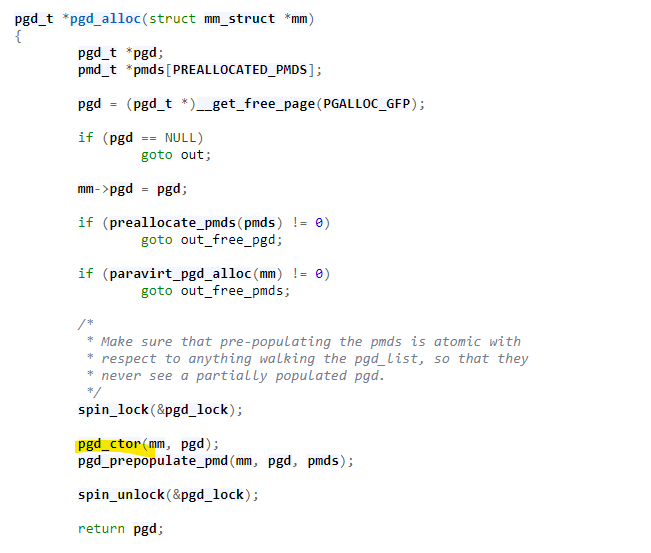 pgd_t *pgd_alloc(struct mm_struct *mm)
{
pgd_t *pgd;
pmd_t *pmds[PREALLOCATED_PMDS];
pgd = (pgd_t *)__get_free_page(PGALLOC_GFP);
if (pgd == NULL)
goto out;
mm->pgd = pgd;
if (preallocate_pmds(pmds) != 0)
goto out_free_pgd;
if (paravirt_pgd_alloc(mm) != 0)
goto out_free_pmds;
/*
* Make sure that pre-populating the pmds is atomic with
* respect to anything walking the pgd_list, so that they
* never see a partially populated pgd.
*/
spin_lock(&pgd_lock);
pgd_ctor(mm, pgd);
pgd_prepopulate_pmd(mm, pgd, pmds);
spin_unlock(&pgd_lock);
return pgd;